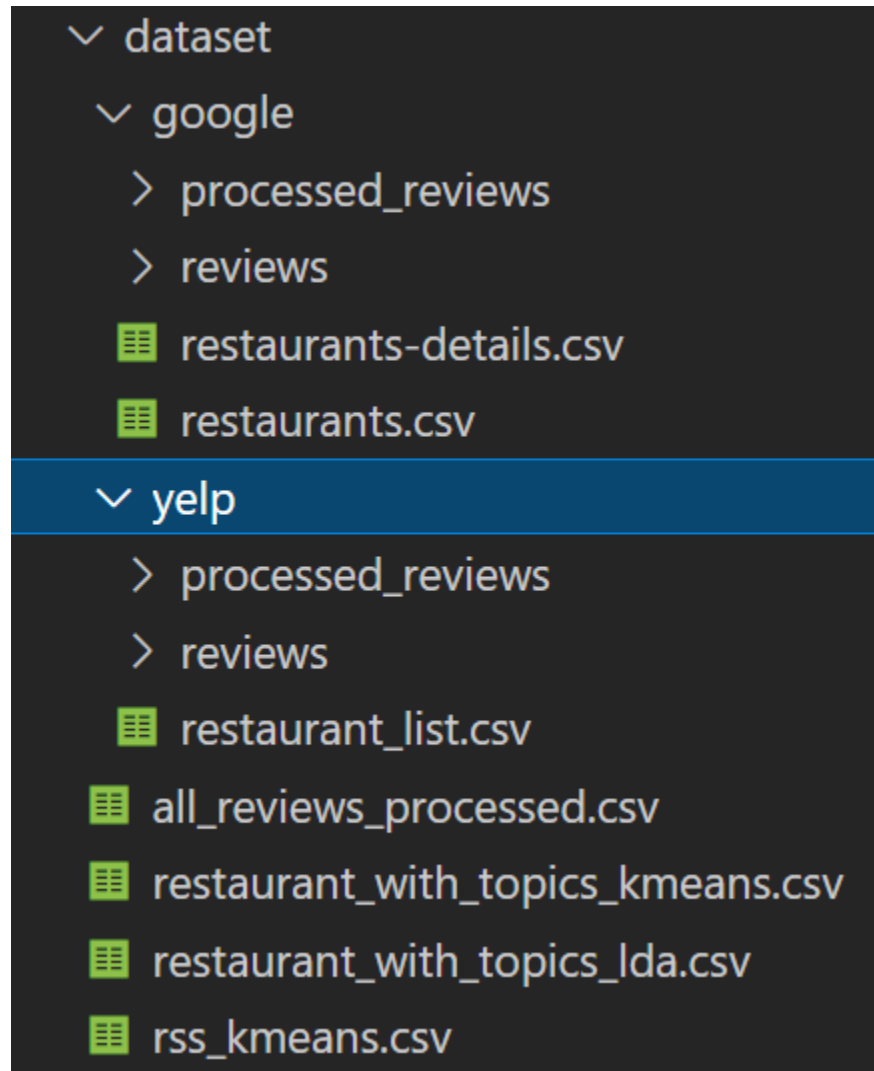 dataset
google
processed_reviews
reviews
restaurants-details.csv
restaurants.csv
yelp
processed_reviews
reviews
restaurant_list.csv
all_reviews_processed.csv
restaurant_with_topics_kmeans.csv
restaurant_with_topics_lda.csv
rss_kmeans.csv